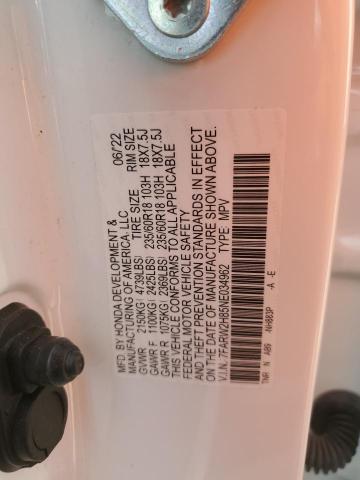 MFD BY HONDA DEVELOPMENT & 06/'22
MANUFACTURING OF AMERICA, LLC
TIRE SIZE RIM SIZE
GVWR 2150KG( 4739LBS)
GAWR F 1100KG( 2425LBS) 235/60R18 103H 18X7.5J
GAWR R 1075KG( 2369LBS) 235/60R18 103H 18X7.5J
THIS VEHICLE CONFORMS TO ALL APPLICABLE
FEDERAL MOTOR VEHICLE SAFETY
AND THEFT PREVENTION STANDARDS IN EFFECT
ON THE DATE OF MANUFACTURE SHOWN ABOVE.
V.I.N. 7FARW2H85NE034962 TYPE MPV
TNR N AB9 -NH883P -A -E